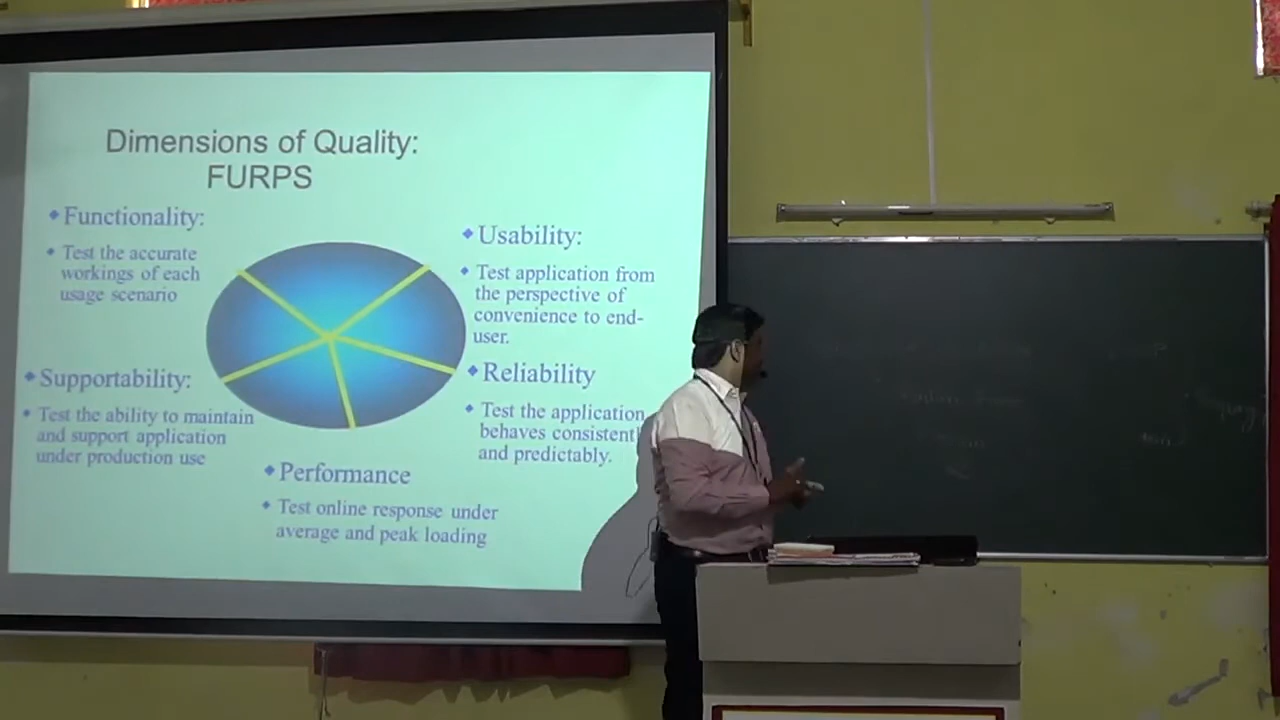 Dimensions of Quality:
FURPS
Functionality:
Test the accurate
workings of each
usage scenario
Usability:
Test application from
the perspective of
convenience to end-
user.
Reliability
Test the application
behaves consistent
and predictably.
Supportability:
Test the ability to maintain
and support application
under production use
Performance
Test online response under
average and peak loading